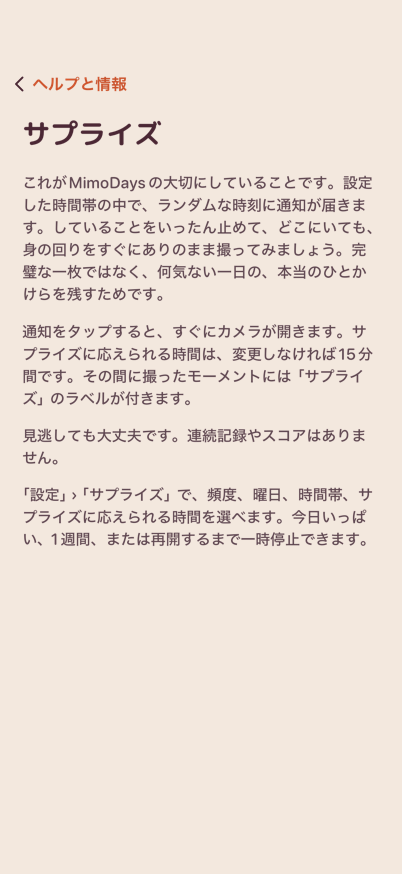 ヘルプと情報
サプライズ
これがMimoDaysの大切にしていることです。設定
した時間帯の中で、ランダムな時刻に通知が届きま
す。していることをいったん止めて、どこにいても、
身の回りをすぐにありのまま撮ってみましょう。完
璧な一枚ではなく、何気ない一日の、本当のひとか
けらを残すためです。
通知をタップすると、すぐにカメラが開きます。サ
プライズに応えられる時間は、変更しなければ15分
間です。その間に撮ったモーメントには「サプライ
ズ」のラベルが付きます。
見逃しても大丈夫です。連続記録やスコアはありま
せん。
「設定」›「サプライズ」で、頻度、曜日、時間帯、サ
プライズに応えられる時間を選べます。今日いっぱ
い、1週間、または再開するまで一時停止できます。